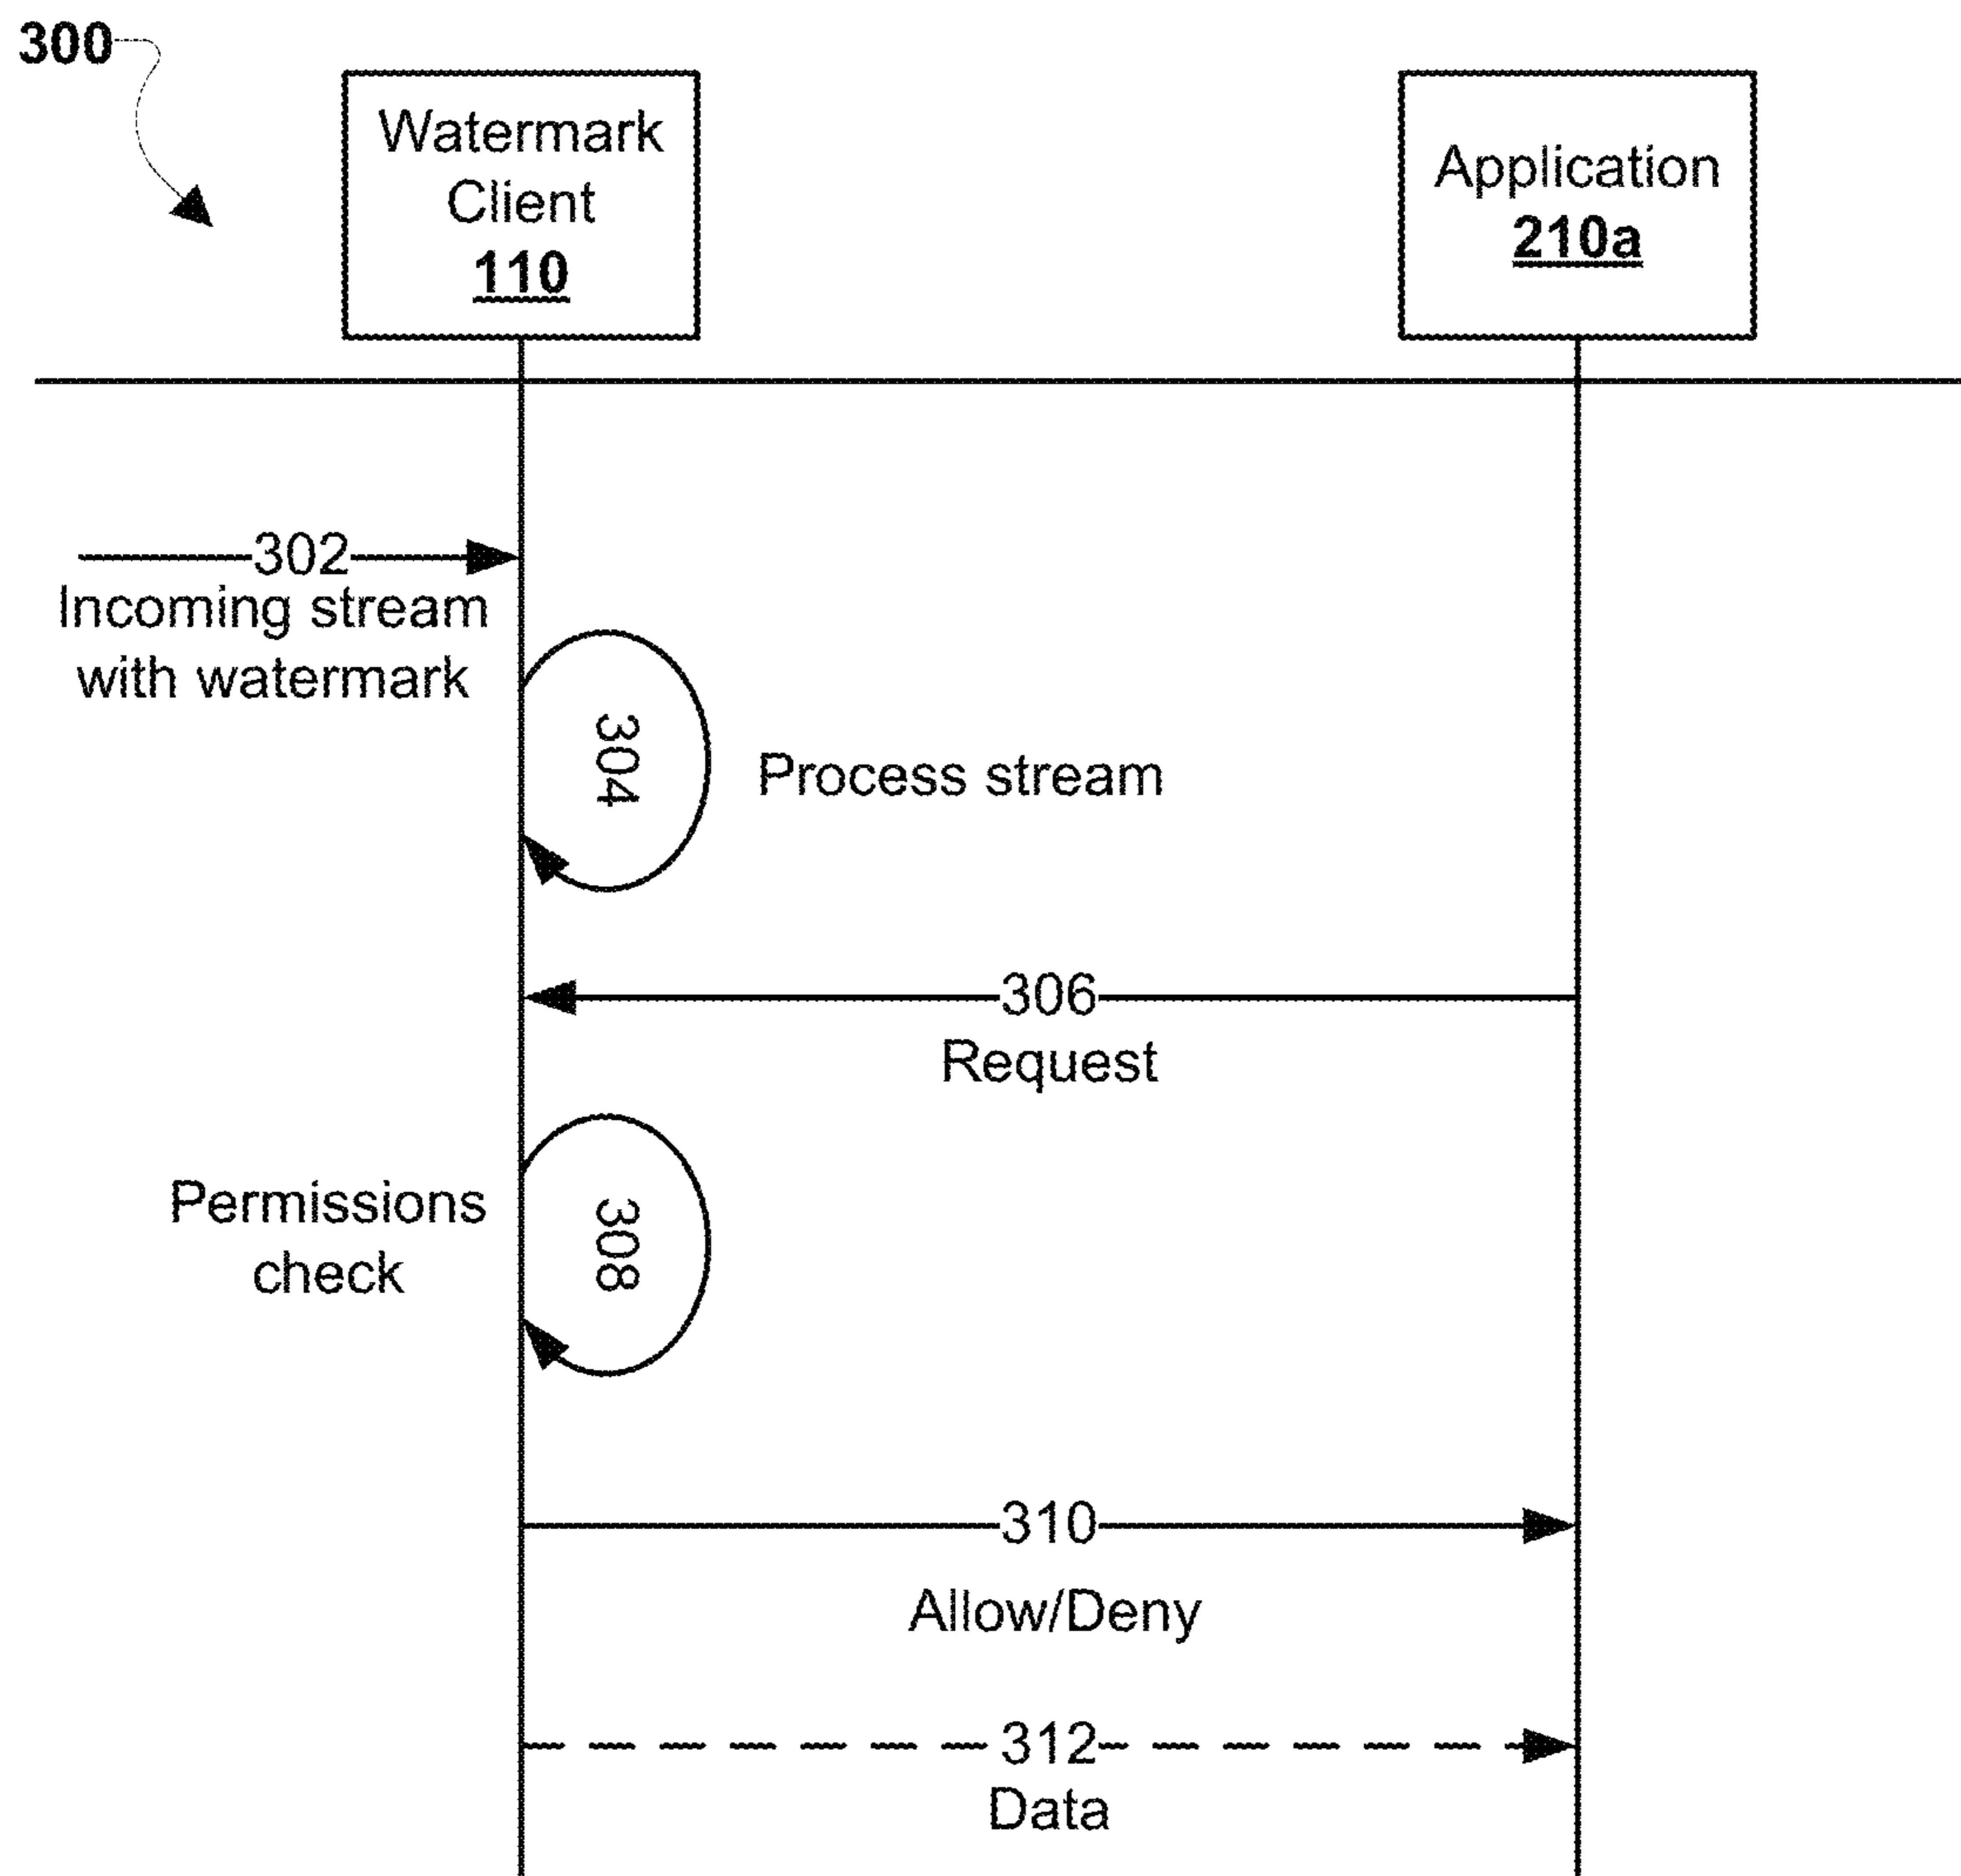 300
Watermark
Client
110
Application
210a
302
Incoming stream
with watermark
304
Process stream
306
Request
Permissions
check
308
310
Allow/Deny
312
Data